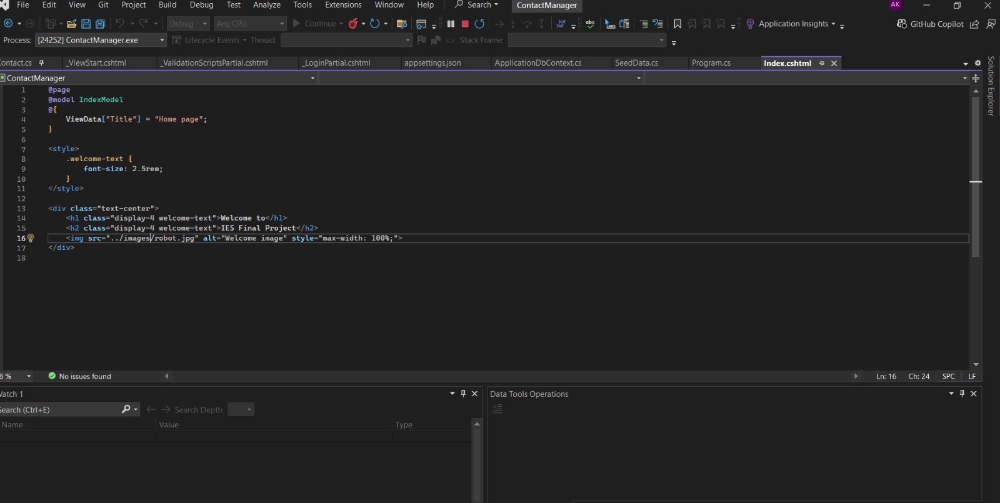 File Edit View Git Project Build Debug Test Analyze Tools Extensions Window Help Search ContactManager AK
Debug Any CPU Continue abc Application Insights GitHub Copilot
Process: [24252] ContactManager.exe Lifecycle Events Thread: Stack Frame:
ontact.cs _ViewStart.cshtml _ValidationScriptsPartial.cshtml _LoginPartial.cshtml appsettings.json ApplicationDbContext.cs SeedData.cs Program.cs Index.cshtml
ContactManager
1 @page
2 @model IndexModel
3 @{
4 ViewData["Title"] = "Home page";
5 }
6
7 <style>
8 .welcome-text {
9 font-size: 2.5rem;
10 }
11 </style>
12
13 <div class="text-center">
14 <h1 class="display-4 welcome-text">Welcome to</h1>
15 <h2 class="display-4 welcome-text">IES Final Project</h2>
16 <img src="../images/robot.jpg" alt="Welcome image" style="max-width: 100%;">
17 </div>
18
Solution Explorer
8 % No issues found Ln: 16 Ch: 24 SPC LF
Watch 1
Search (Ctrl+E) Search Depth:
Name Value Type
Data Tools Operations